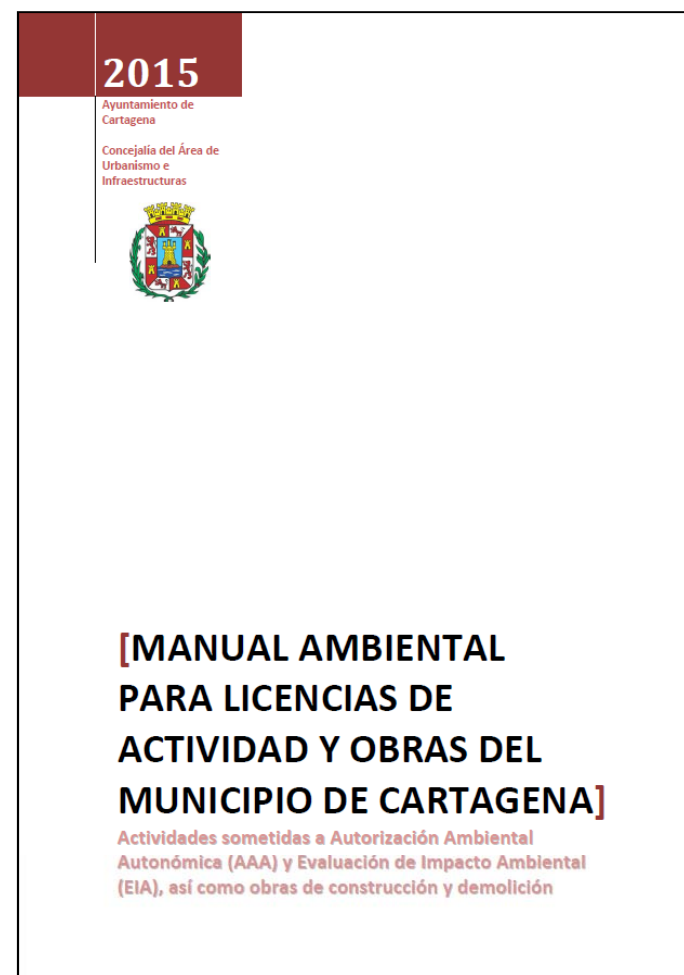 2015
Ayuntamiento de
Cartagena
Concejalía del Área de
Urbanismo e
Infraestructuras
[MANUAL AMBIENTAL
PARA LICENCIAS DE
ACTIVIDAD Y OBRAS DEL
MUNICIPIO DE CARTAGENA]
Actividades sometidas a Autorización Ambiental
Autonómica (AAA) y Evaluación de Impacto Ambiental
(EIA), así como obras de construcción y demolición